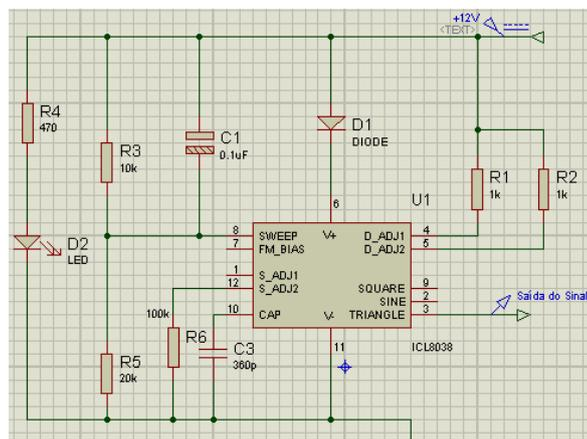 +12V
<TEXT>
R4
470
R3
10k
C1
0.1uF
D1
DIODE
R1
1k
R2
1k
U1
D2
LED
6
8
SWEEP
V+
D_ADJ1
4
7
FM_BIAS
D_ADJ2
5
1
S_ADJ1
12
S_ADJ2
SQUARE
9
SINE
2
10
CAP
V-
TRIANGLE
3
Saída do Sinal
100k
R6
C3
360p
11
ICL8038
R5
20k